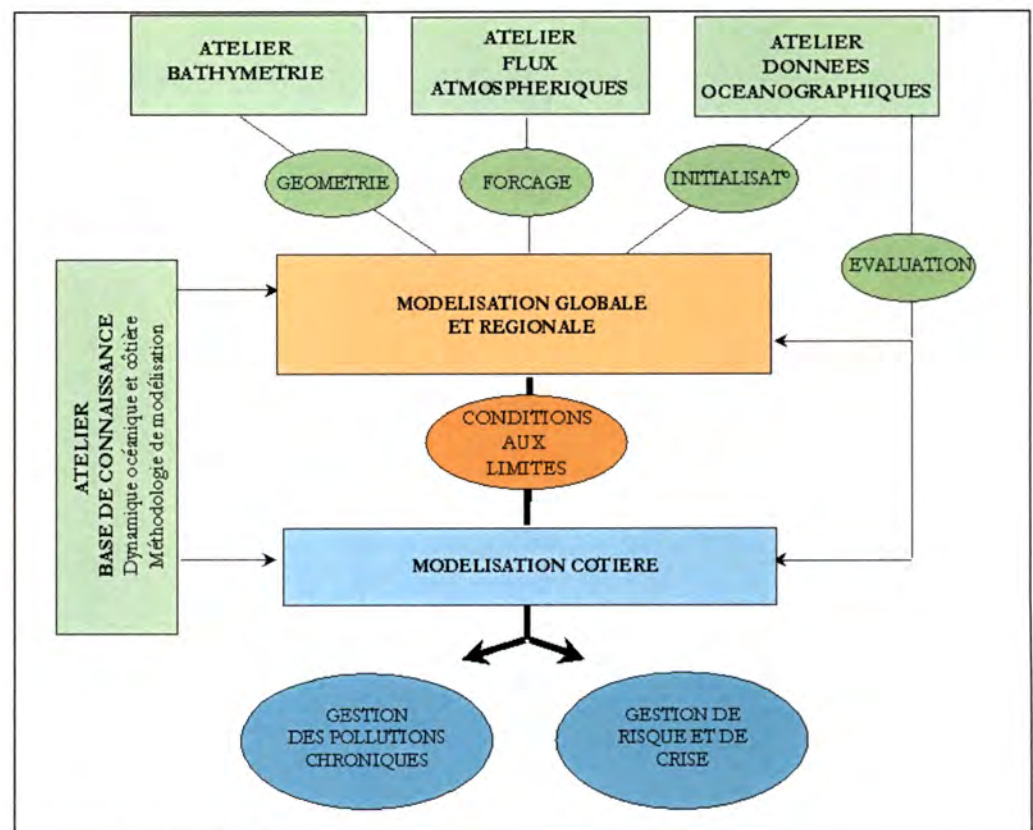 ATELIER
BATHYMETRIE
ATELIER
FLUX
ATMOSPHERIQUES
ATELIER
DONNEES
OCEANOGRAPHIQUES
GEOMETRIE
FORCAGE
INITIALISAT°
EVALUATION
ATELIER
BASE DE CONNAISSANCE
Dynamique océanique et côtière
Méthodologie de modélisation
MODELISATION GLOBALE
ET REGIONALE
CONDITIONS
AUX
LIMITES
MODELISATION COTIERE
GESTION
DES POLLUTIONS
CHRONIQUES
GESTION DE
RISQUE ET DE
CRISE